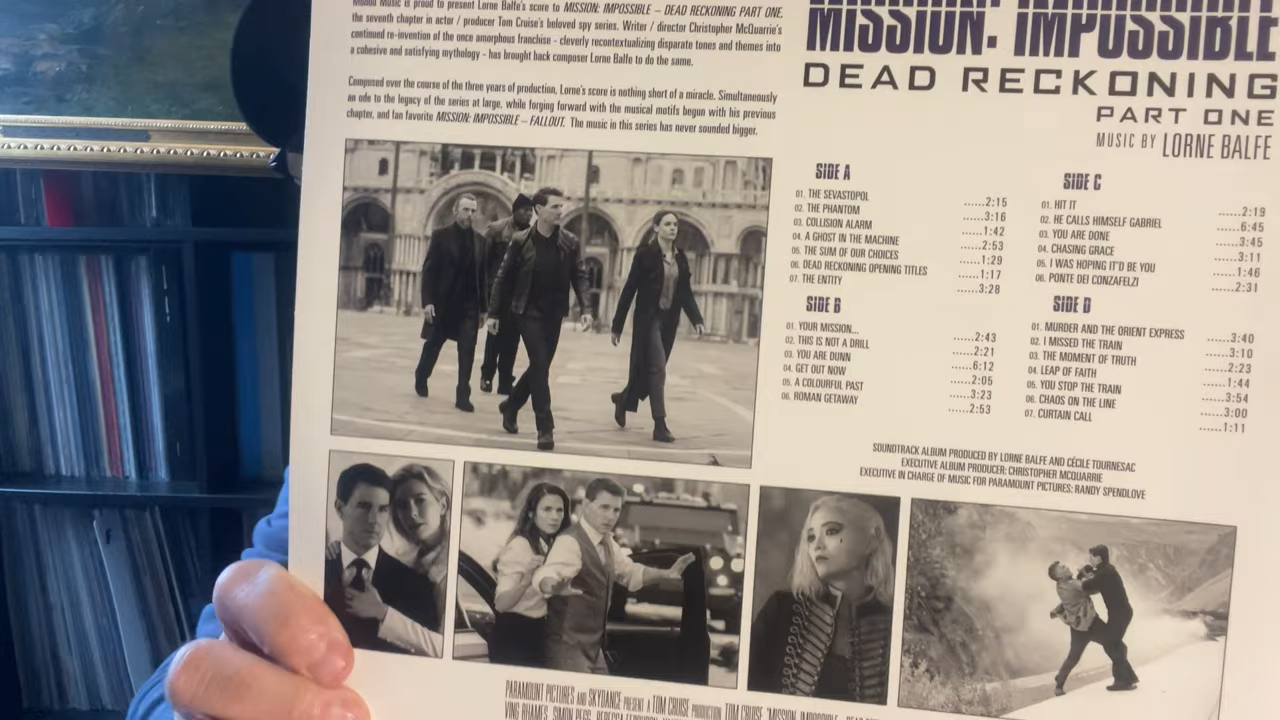 Mondo Music is proud to present Lorne Balfe's score to MISSION: IMPOSSIBLE – DEAD RECKONING PART ONE,
the seventh chapter in actor / producer Tom Cruise's beloved spy series. Writer / director Christopher McQuarrie's
continued re-invention of the once amorphous franchise - cleverly recontextualizing disparate tones and themes into
a cohesive and satisfying mythology - has brought back composer Lorne Balfe to do the same.
Composed over the course of the three years of production, Lorne's score is nothing short of a miracle. Simultaneously
an ode to the legacy of the series at large, while forging forward with the musical motifs begun with his previous
chapter, and fan favorite MISSION: IMPOSSIBLE – FALLOUT. The music in this series has never sounded bigger.
MISSION: IMPOSSIBLE
DEAD RECKONING
PART ONE
MUSIC BY LORNE BALFE
SIDE A
01. THE SEVASTOPOL ......2:15
02. THE PHANTOM ......3:16
03. COLLISION ALARM ......1:42
04. A GHOST IN THE MACHINE ......2:53
05. THE SUM OF OUR CHOICES ......1:29
06. DEAD RECKONING OPENING TITLES ......1:17
07. THE ENTITY ......3:28
SIDE B
01. YOUR MISSION... ......2:43
02. THIS IS NOT A DRILL ......2:21
03. YOU ARE DUNN ......6:12
04. GET OUT NOW ......2:05
05. A COLOURFUL PAST ......3:23
06. ROMAN GETAWAY ......2:53
SIDE C
01. HIT IT ......2:19
02. HE CALLS HIMSELF GABRIEL ......6:45
03. YOU ARE DONE ......3:45
04. CHASING GRACE ......3:11
05. I WAS HOPING IT'D BE YOU ......1:46
06. PONTE DEI CONZAFELZI ......2:31
SIDE D
01. MURDER AND THE ORIENT EXPRESS ......3:40
02. I MISSED THE TRAIN ......3:10
03. THE MOMENT OF TRUTH ......2:23
04. LEAP OF FAITH ......1:44
05. YOU STOP THE TRAIN ......3:54
06. CHAOS ON THE LINE ......3:00
07. CURTAIN CALL ......1:11
SOUNDTRACK ALBUM PRODUCED BY LORNE BALFE AND CÉCILE TOURNESAC
EXECUTIVE ALBUM PRODUCER: CHRISTOPHER MCQUARRIE
EXECUTIVE IN CHARGE OF MUSIC FOR PARAMOUNT PICTURES: RANDY SPENDLOVE
PARAMOUNT PICTURES AND SKYDANCE PRESENT A TOM CRUISE PRODUCTION TOM CRUISE "MISSION: IMPOSSIBLE
VING RHAMES SIMON PEGG REBECCA